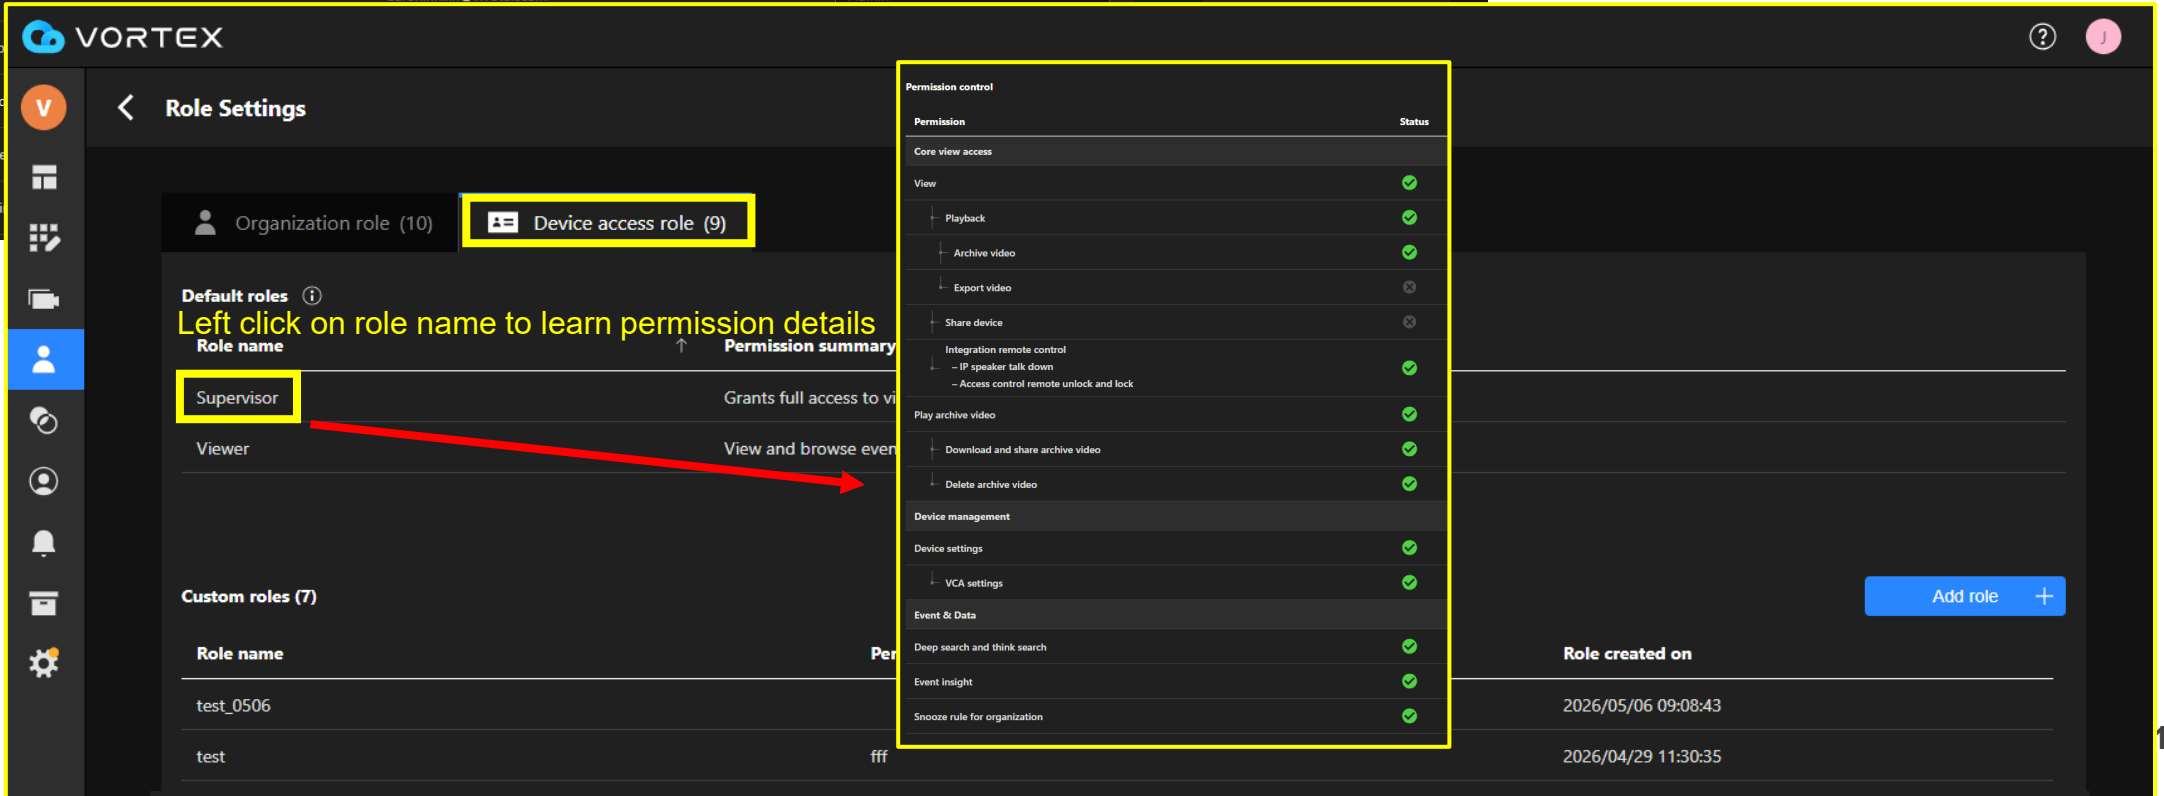 VORTEX
?
J
V
Role Settings
Organization role (10)
Device access role (9)
Default roles
Left click on role name to learn permission details
Role name
Permission summary
Supervisor
Grants full access to vi
Viewer
View and browse even
Custom roles (7)
Add role
Role name
Per
Role created on
test_0506
2026/05/06 09:08:43
test
fff
2026/04/29 11:30:35
Permission control
Permission
Status
Core view access
View
Playback
Archive video
Export video
Share device
Integration remote control
– IP speaker talk down
– Access control remote unlock and lock
Play archive video
Download and share archive video
Delete archive video
Device management
Device settings
VCA settings
Event & Data
Deep search and think search
Event insight
Snooze rule for organization